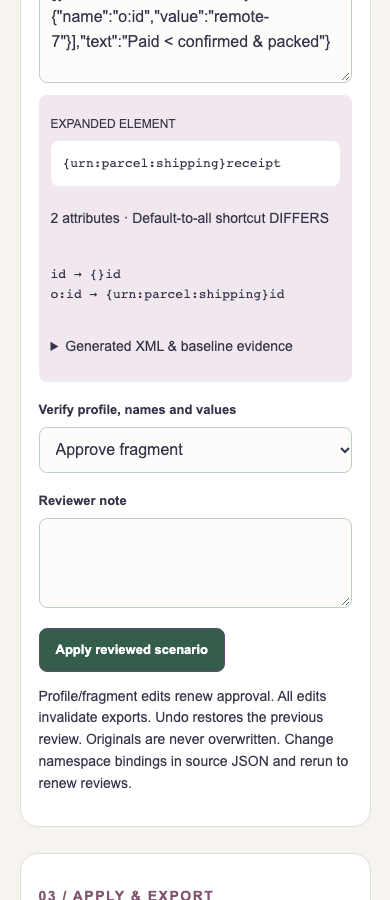 {"name":"o:id","value":"remote-
7"}],"text":"Paid < confirmed & packed"}
EXPANDED ELEMENT
{urn:parcel:shipping}receipt
2 attributes · Default-to-all shortcut DIFFERS
id → {}id
o:id → {urn:parcel:shipping}id
▶ Generated XML & baseline evidence
Verify profile, names and values
Approve fragment
Reviewer note
Apply reviewed scenario
Profile/fragment edits renew approval. All edits
invalidate exports. Undo restores the previous
review. Originals are never overwritten. Change
namespace bindings in source JSON and rerun to
renew reviews.
03 / APPLY & EXPORT